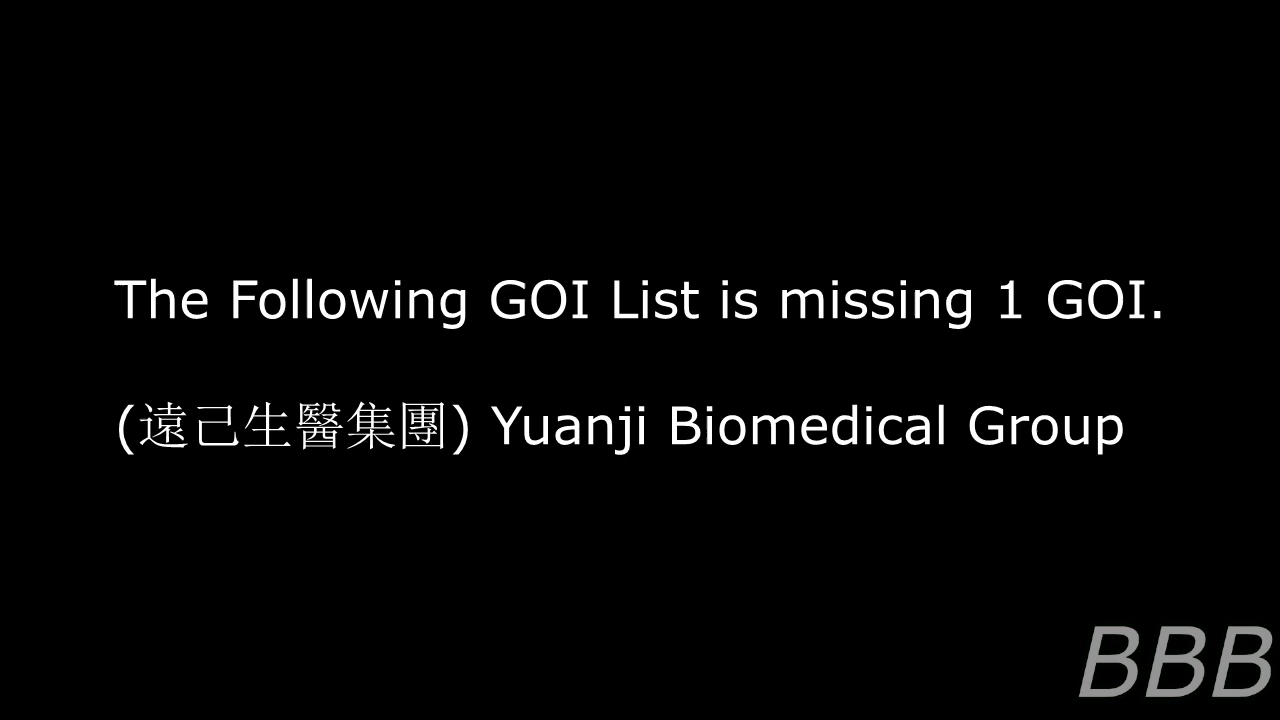 The Following GOI List is missing 1 GOI.
(遠己生醫集團) Yuanji Biomedical Group
BBB